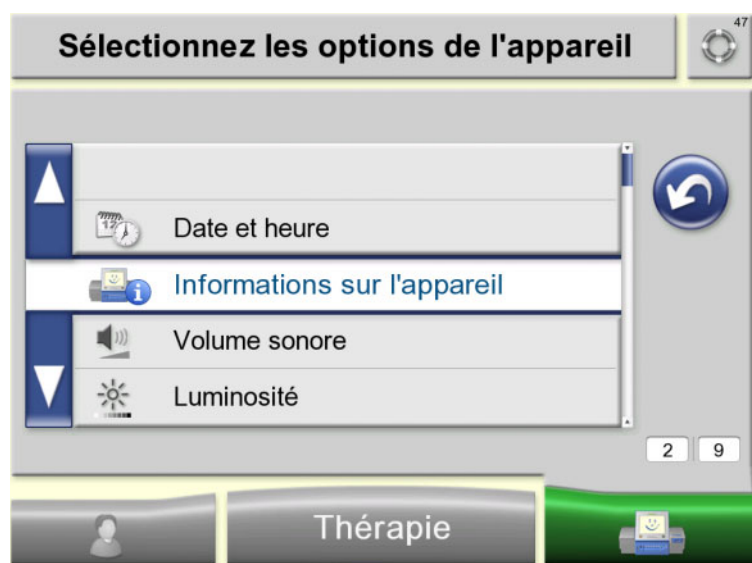 Sélectionnez les options de l'appareil
47
Date et heure
Informations sur l'appareil
Volume sonore
Luminosité
2 9
Thérapie